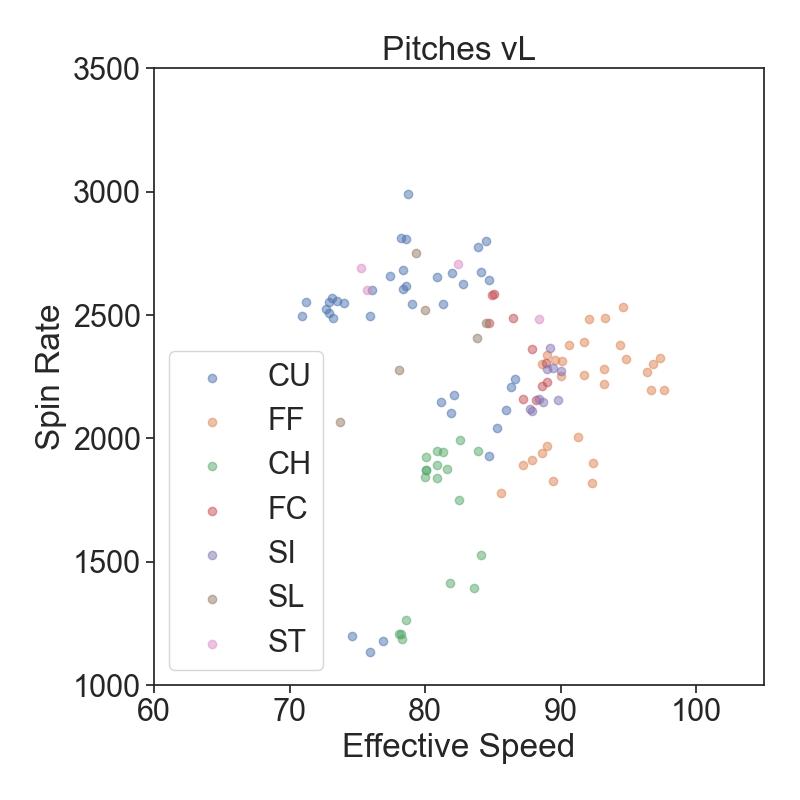 Pitches vL
3500
3000
2500
2000
1500
1000
Spin Rate
CU
FF
CH
FC
SI
SL
ST
60 70 80 90 100
Effective Speed